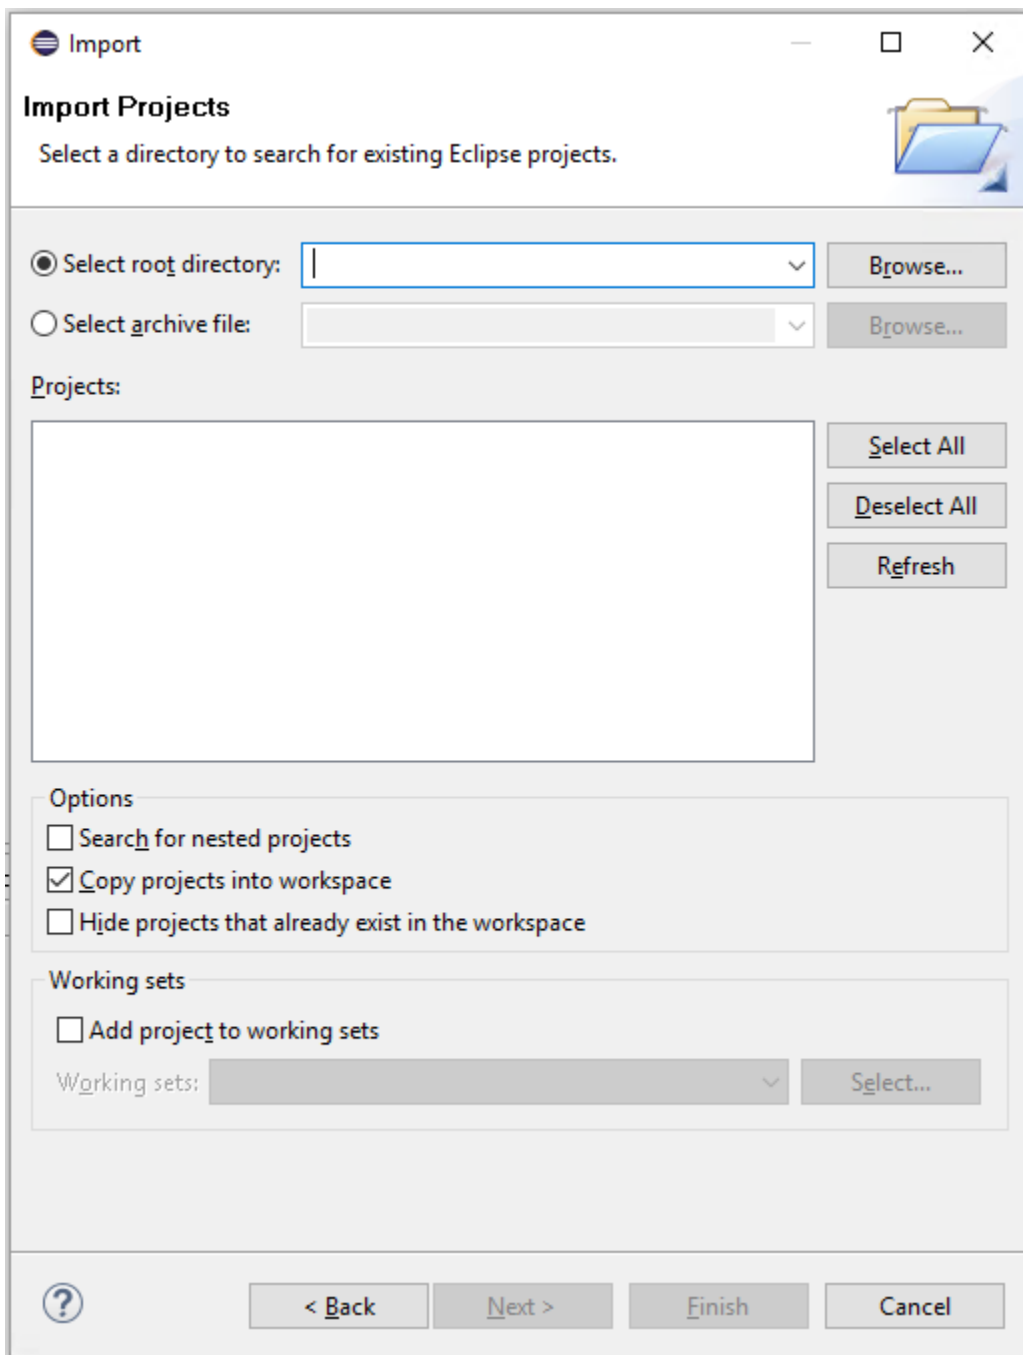 Import
Import Projects
Select a directory to search for existing Eclipse projects.
Select root directory:
Browse...
Select archive file:
Browse...
Projects:
Select All
Deselect All
Refresh
Options
Search for nested projects
Copy projects into workspace
Hide projects that already exist in the workspace
Working sets
Add project to working sets
Working sets:
Select...
?
< Back
Next >
Finish
Cancel